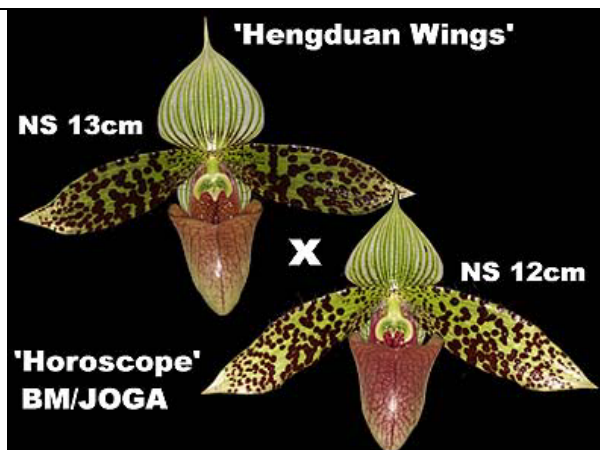 'Hengduan Wings'
NS 13cm
X
NS 12cm
'Horoscope'
BM/JOGA